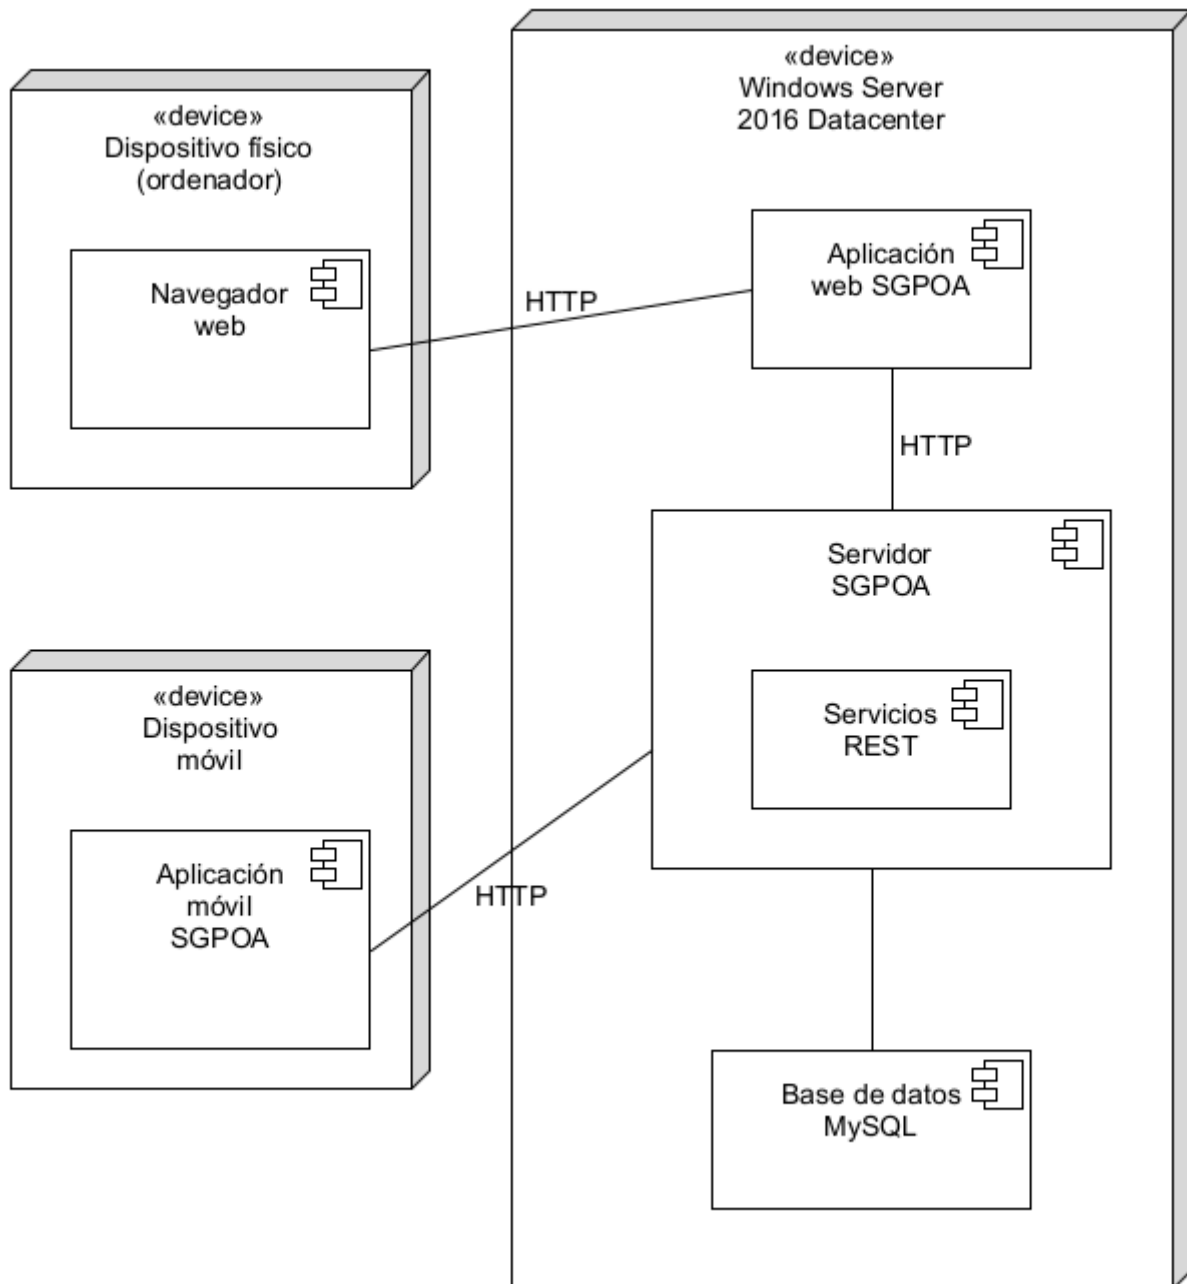 «device»
Windows Server
2016 Datacenter
«device»
Dispositivo físico
(ordenador)
Navegador
web
HTTP
Aplicación
web SGPOA
HTTP
Servidor
SGPOA
Servicios
REST
«device»
Dispositivo
móvil
Aplicación
móvil
SGPOA
HTTP
Base de datos
MySQL